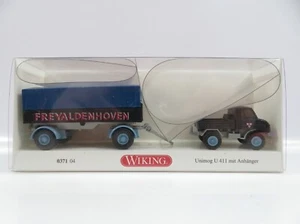 FREYALDENHOVEN
0371 04
WIKING
Unimog U 411 mit Anhänger